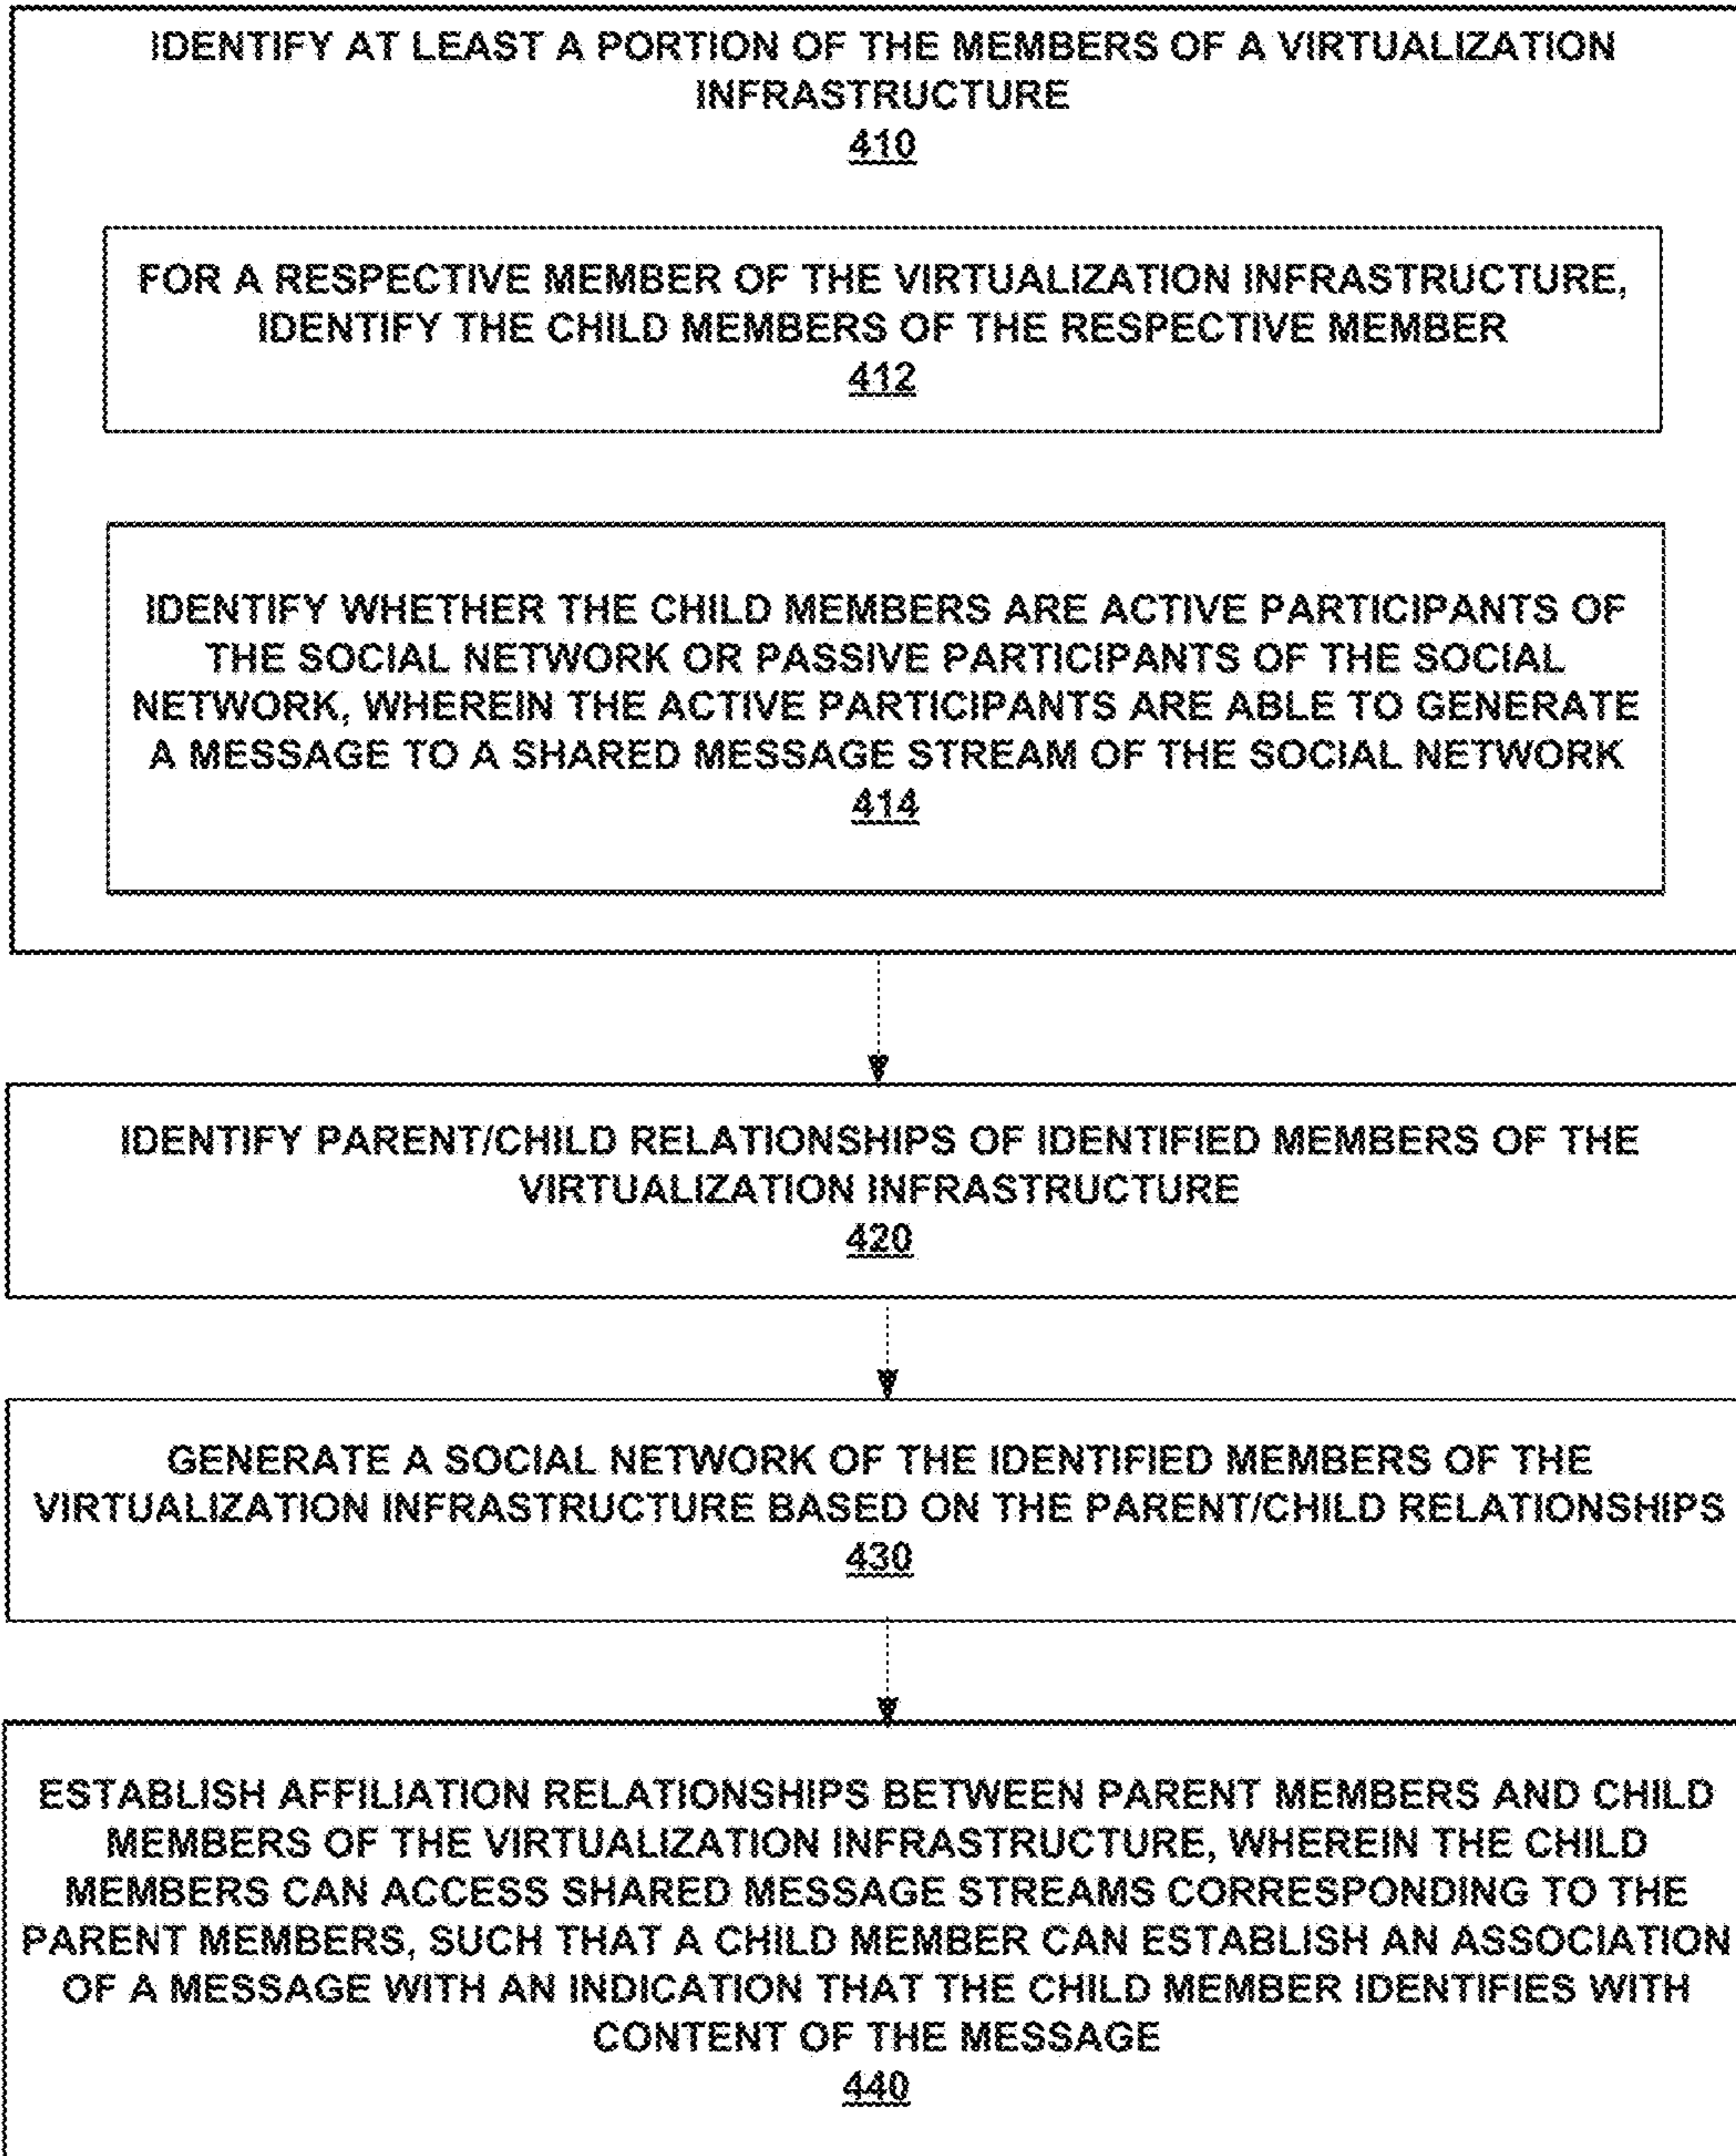 IDENTIFY AT LEAST A PORTION OF THE MEMBERS OF A VIRTUALIZATION
INFRASTRUCTURE
410
FOR A RESPECTIVE MEMBER OF THE VIRTUALIZATION INFRASTRUCTURE,
IDENTIFY THE CHILD MEMBERS OF THE RESPECTIVE MEMBER
412
IDENTIFY WHETHER THE CHILD MEMBERS ARE ACTIVE PARTICIPANTS OF
THE SOCIAL NETWORK OR PASSIVE PARTICIPANTS OF THE SOCIAL
NETWORK, WHEREIN THE ACTIVE PARTICIPANTS ARE ABLE TO GENERATE
A MESSAGE TO A SHARED MESSAGE STREAM OF THE SOCIAL NETWORK
414
IDENTIFY PARENT/CHILD RELATIONSHIPS OF IDENTIFIED MEMBERS OF THE
VIRTUALIZATION INFRASTRUCTURE
420
GENERATE A SOCIAL NETWORK OF THE IDENTIFIED MEMBERS OF THE
VIRTUALIZATION INFRASTRUCTURE BASED ON THE PARENT/CHILD RELATIONSHIPS
430
ESTABLISH AFFILIATION RELATIONSHIPS BETWEEN PARENT MEMBERS AND CHILD
MEMBERS OF THE VIRTUALIZATION INFRASTRUCTURE, WHEREIN THE CHILD
MEMBERS CAN ACCESS SHARED MESSAGE STREAMS CORRESPONDING TO THE
PARENT MEMBERS, SUCH THAT A CHILD MEMBER CAN ESTABLISH AN ASSOCIATION
OF A MESSAGE WITH AN INDICATION THAT THE CHILD MEMBER IDENTIFIES WITH
CONTENT OF THE MESSAGE
440